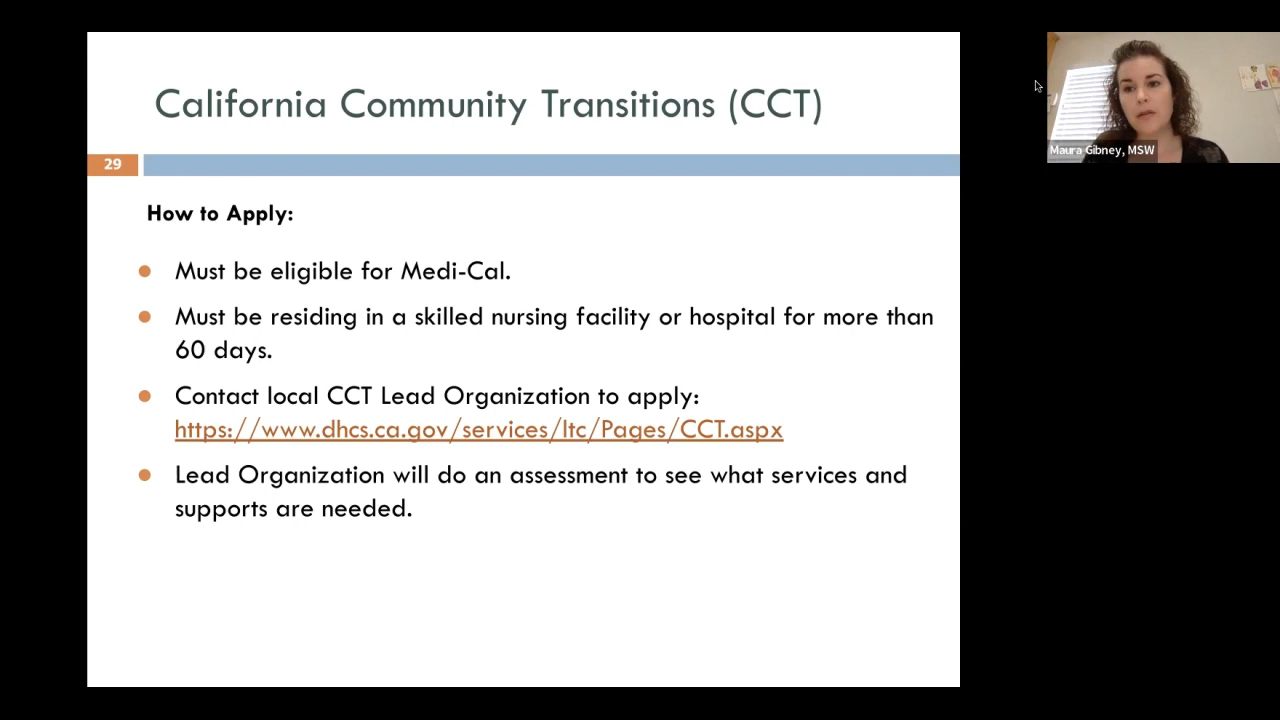 California Community Transitions (CCT)
29
How to Apply:
Must be eligible for Medi-Cal.
Must be residing in a skilled nursing facility or hospital for more than
60 days.
Contact local CCT Lead Organization to apply:
https://www.dhcs.ca.gov/services/ltc/Pages/CCT.aspx
Lead Organization will do an assessment to see what services and
supports are needed.
Maura Gibney, MSW